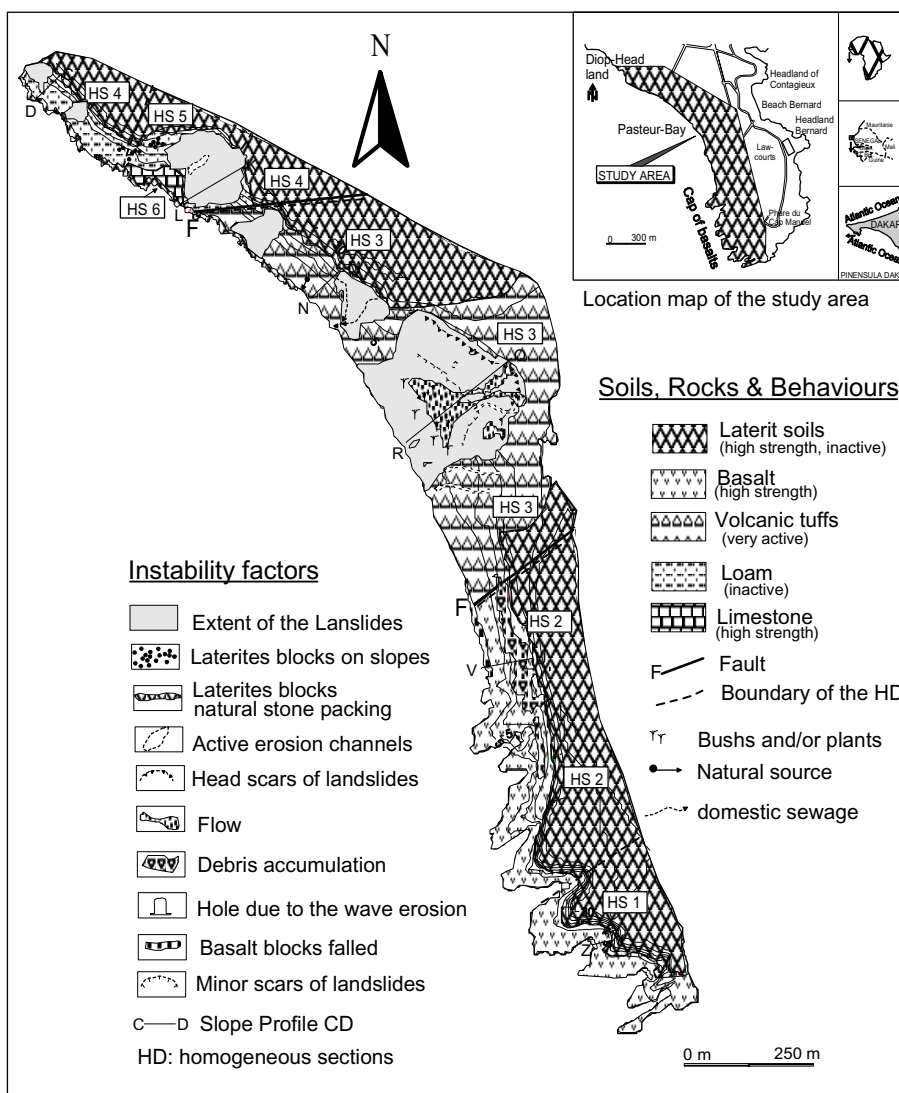 N
C
HS 4
D
HS 5
HS 4
HS 6
L
F
HS 3
N
HS 3
Q
R
HS 3
F
HS 2
V
HS 2
HS 1
Diop-Head
land
Headland of
Contagieux
Beach Bernard
Headland
Bernard
Pasteur-Bay
Law-
courts
STUDY AREA
Cap of basalts
Phare du
Cap Manuel
0 300 m
Mauritanie
SENEGAL
Mali
Guine
Atlantic Ocean
DAKAR
Atlantic Ocea
PINENSULA DAK
Location map of the study area
Soils, Rocks & Behaviours
Laterit soils
(high strength, inactive)
Basalt
(high strength)
Volcanic tuffs
(very active)
Loam
(inactive)
Limestone
(high strength)
F
Fault
Boundary of the HD
Bushs and/or plants
Natural source
domestic sewage
Instability factors
Extent of the Lanslides
Laterites blocks on slopes
Laterites blocks
natural stone packing
Active erosion channels
Head scars of landslides
Flow
Debris accumulation
Hole due to the wave erosion
Basalt blocks falled
Minor scars of landslides
C D Slope Profile CD
HD: homogeneous sections
0 m 250 m